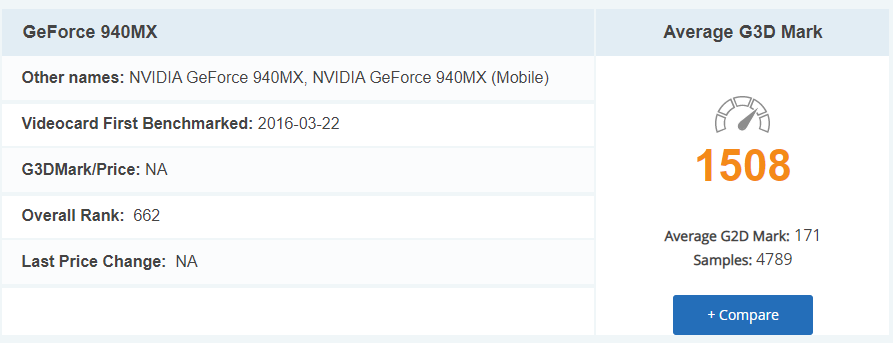 GeForce 940MX
Other names: NVIDIA GeForce 940MX, NVIDIA GeForce 940MX (Mobile)
Videocard First Benchmarked: 2016-03-22
G3DMark/Price: NA
Overall Rank: 662
Last Price Change: NA
Average G3D Mark
1508
Average G2D Mark: 171
Samples: 4789
+ Compare